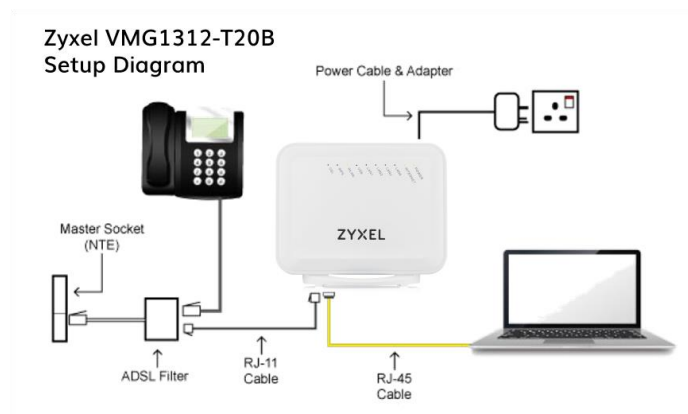 Zyxel VMG1312-T20B
Setup Diagram
Power Cable & Adapter
Master Socket
(NTE)
ZYXEL
ADSL Filter
RJ-11
Cable
RJ-45
Cable